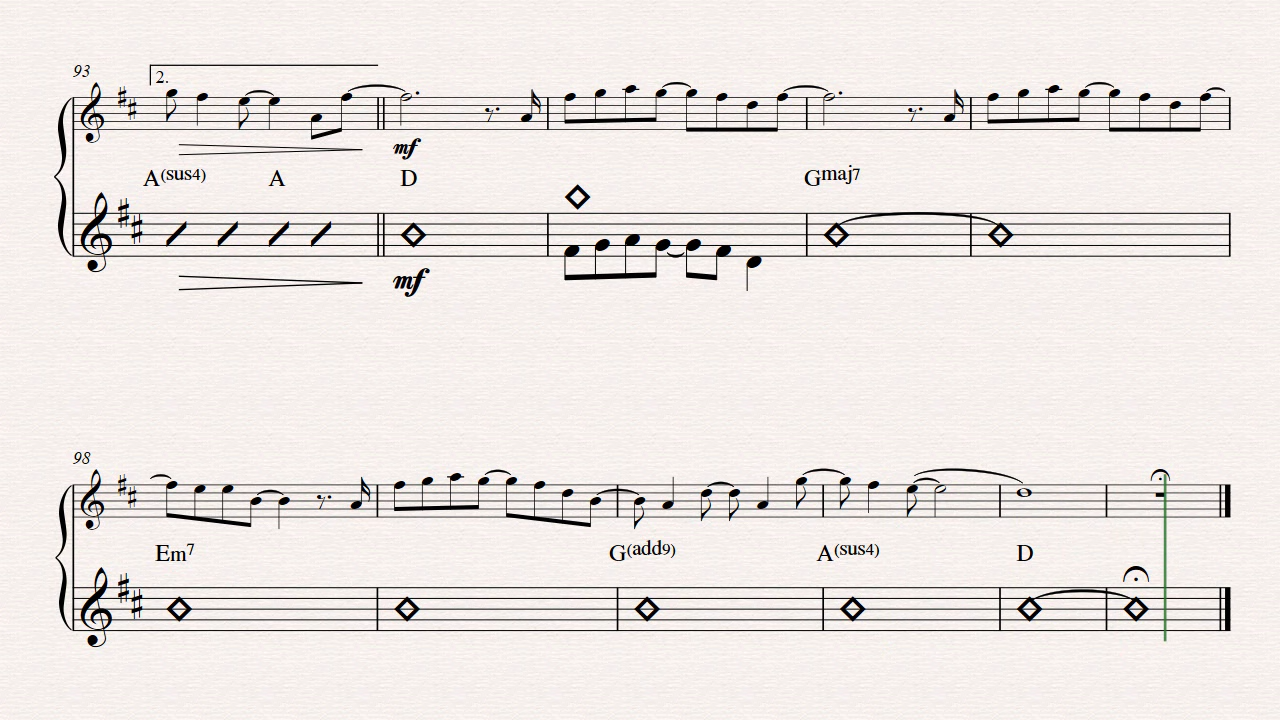 93
2.
mf
A(sus4) A D Gmaj7
mf
98
Em7 G(add9) A(sus4) D